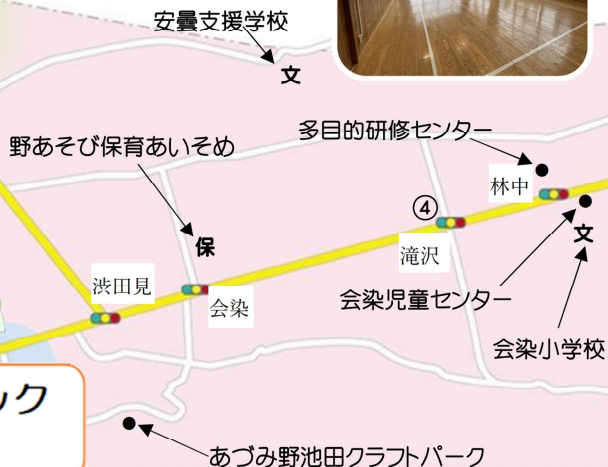 安曇支援学校
文
多目的研修センター
野あそび保育あいそめ
林中
④
保
文
滝沢
渋田見
会染
会染児童センター
会染小学校
ック
あづみ野池田クラフトパーク